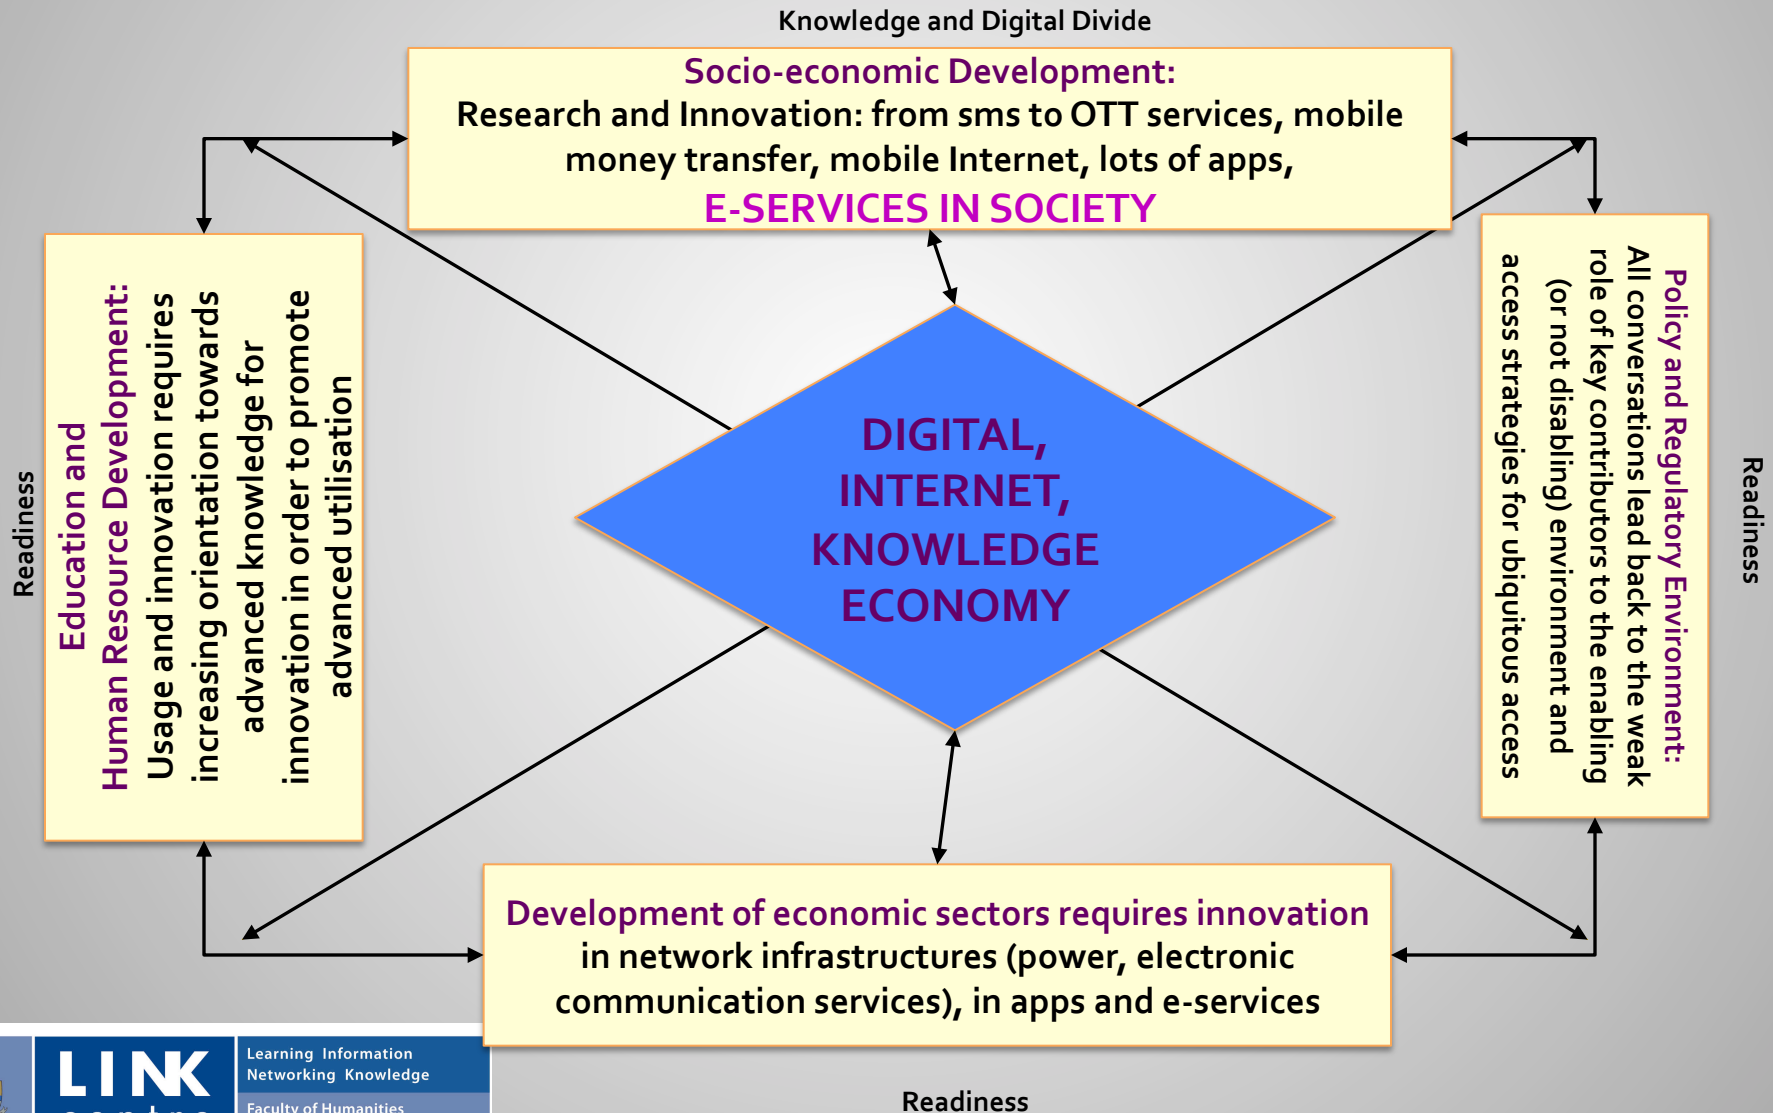 Knowledge and Digital Divide
Socio-economic Development:
Research and Innovation: from sms to OTT services, mobile
money transfer, mobile Internet, lots of apps,
E-SERVICES IN SOCIETY
Readiness
Education and
Human Resource Development:
Usage and innovation requires
increasing orientation towards
advanced knowledge for
innovation in order to promote
advanced utilisation
DIGITAL,
INTERNET,
KNOWLEDGE
ECONOMY
Policy and Regulatory Environment:
All conversations lead back to the weak
role of key contributors to the enabling
(or not disabling) environment and
access strategies for ubiquitous access
Readiness
Development of economic sectors requires innovation
in network infrastructures (power, electronic
communication services), in apps and e-services
LINK
centre
Learning Information
Networking Knowledge
Faculty of Humanities
Readiness